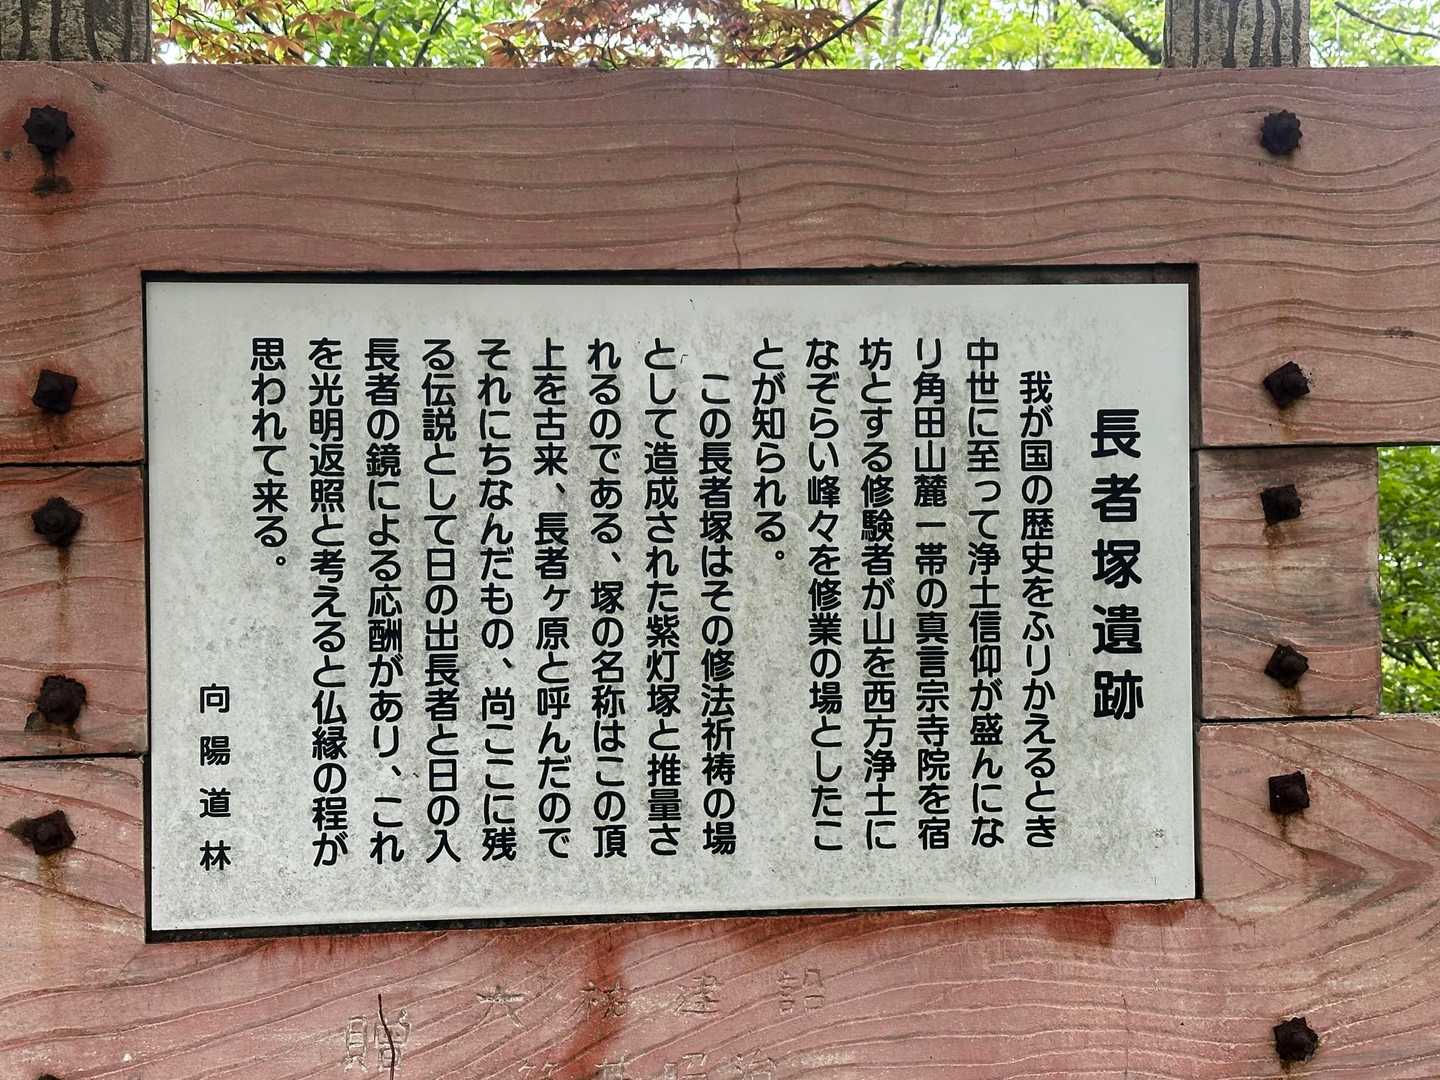 長者塚遺跡
我が国の歴史をふりかえるとき
中世に至って浄土信仰が盛んにな
り角田山麓一帯の真言宗寺院を宿
坊とする修験者が山を西方浄土に
なぞらい峰々を修業の場としたこ
とが知られる。
この長者塚はその修法祈祷の場
として造成された紫灯塚と推量さ
れるのである、塚の名称はこの頂
上を古来、長者ヶ原と呼んだので
それにちなんだもの、尚ここに残
る伝説として日の出長者と日の入
長者の鏡による応酬があり、これ
を光明返照と考えると仏縁の程が
思われて来る。
向陽道林
贈